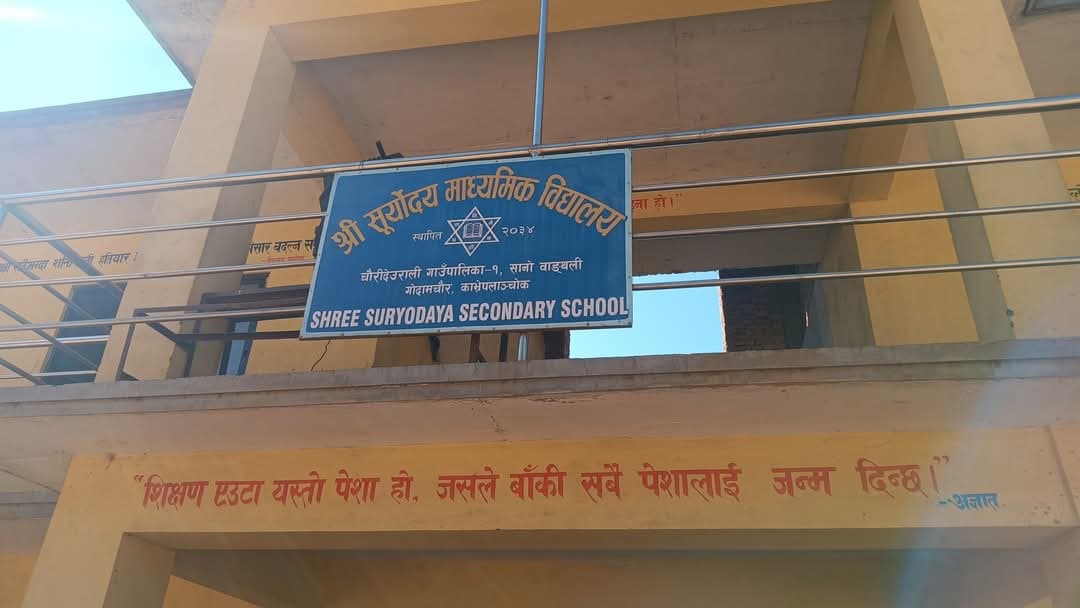 श्री सूर्योदय माध्यमिक विद्यालय
स्थापित २०३४
चौरीदेउराली गाउँपालिका-१, सानो वाङ्बली
गोदामचौर, काभ्रेपलाञ्चोक
SHREE SURYODAYA SECONDARY SCHOOL
ना हो।"
"शिक्षण एउटा यस्तो पेशा हो, जसले बाँकी सबै पेशालाई जन्म दिन्छ।"
-अज्ञात